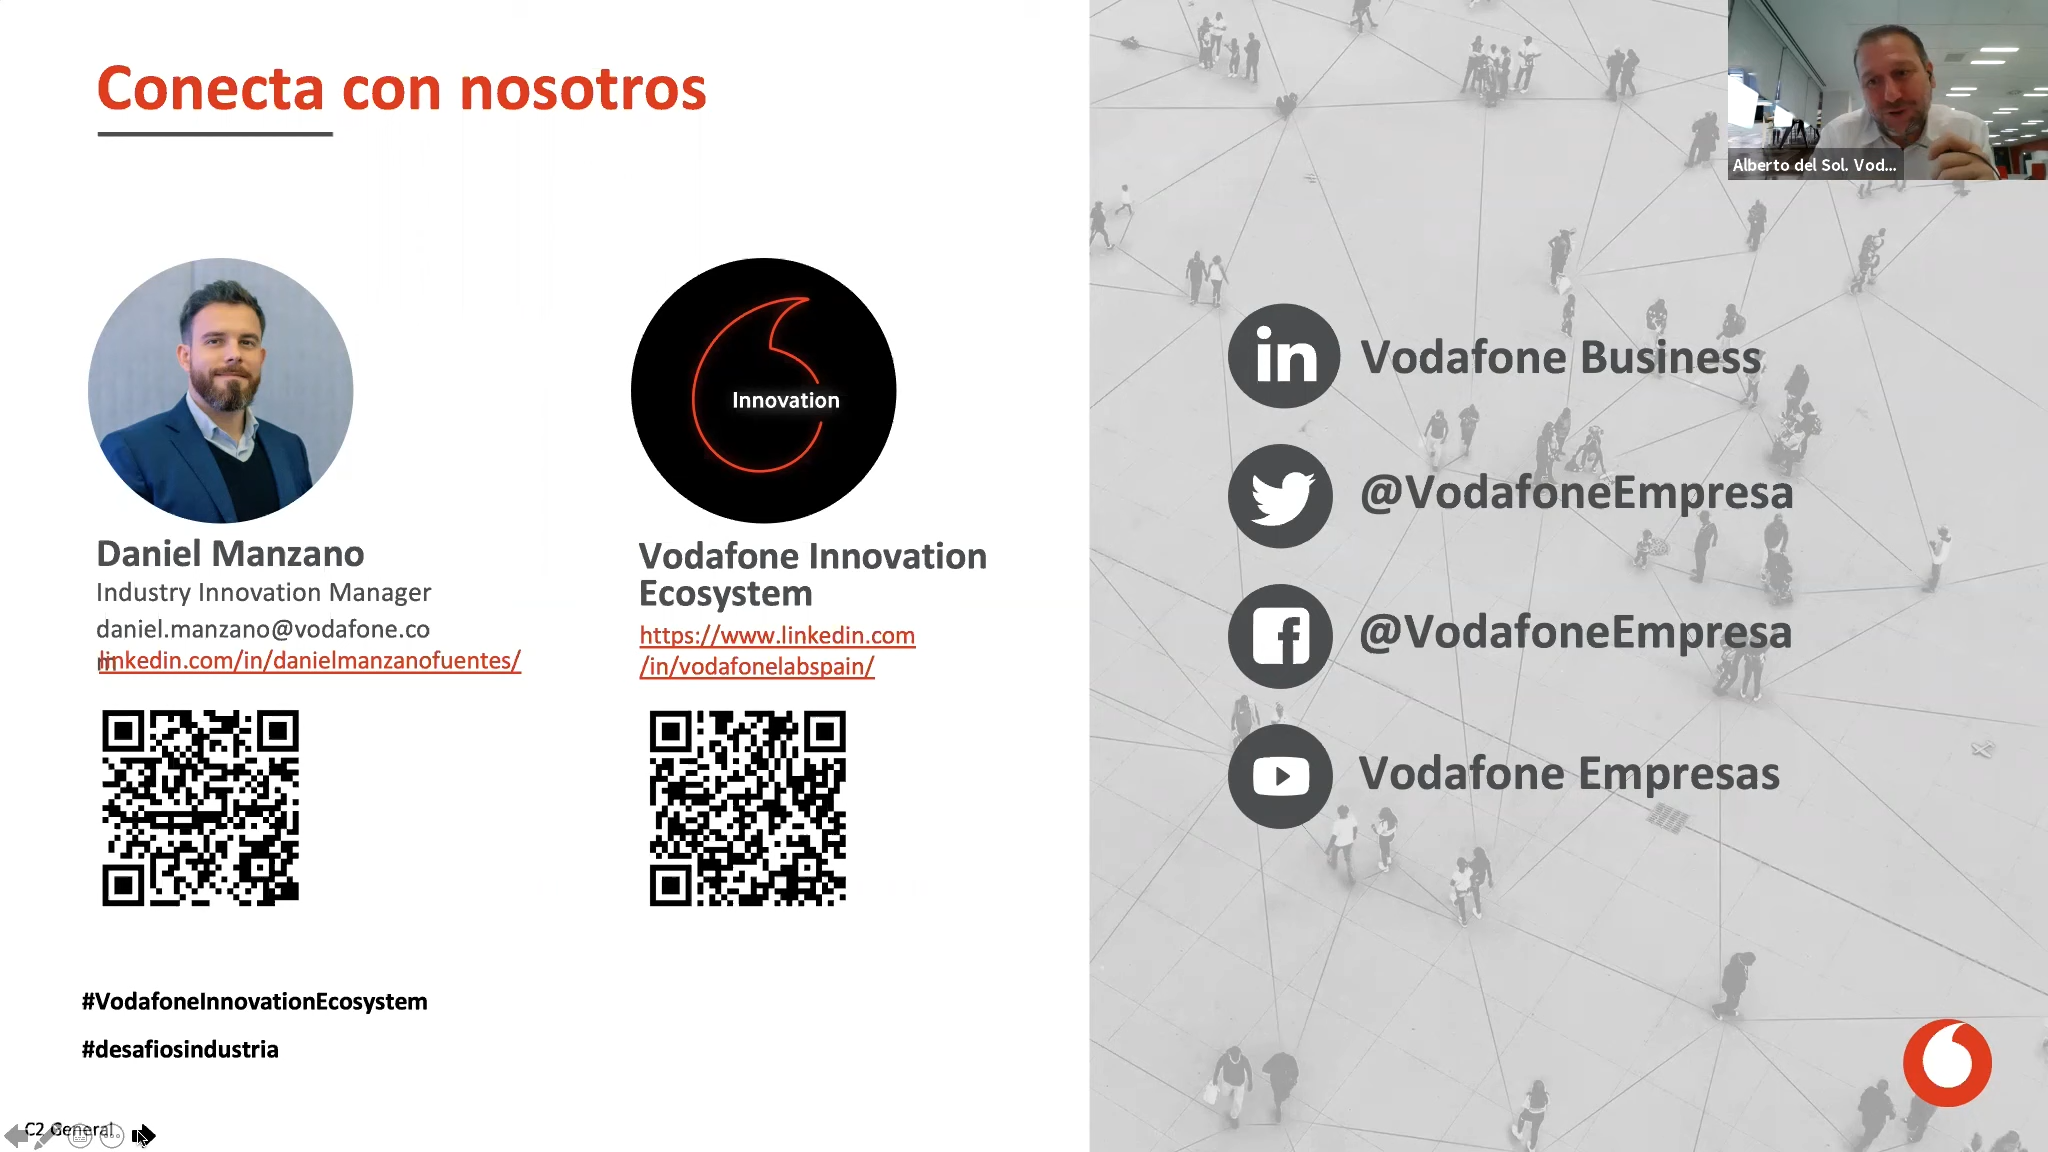 Conecta con nosotros
Alberto del Sol. Vod...
Innovation
Daniel Manzano
Industry Innovation Manager
daniel.manzano@vodafone.co
m
linkedin.com/in/danielmanzanofuentes/
Vodafone Innovation
Ecosystem
https://www.linkedin.com
/in/vodafonelabspain/
in Vodafone Business
@VodafoneEmpresa
@VodafoneEmpresa
Vodafone Empresas
#VodafoneInnovationEcosystem
#desafiosindustria
C2 General